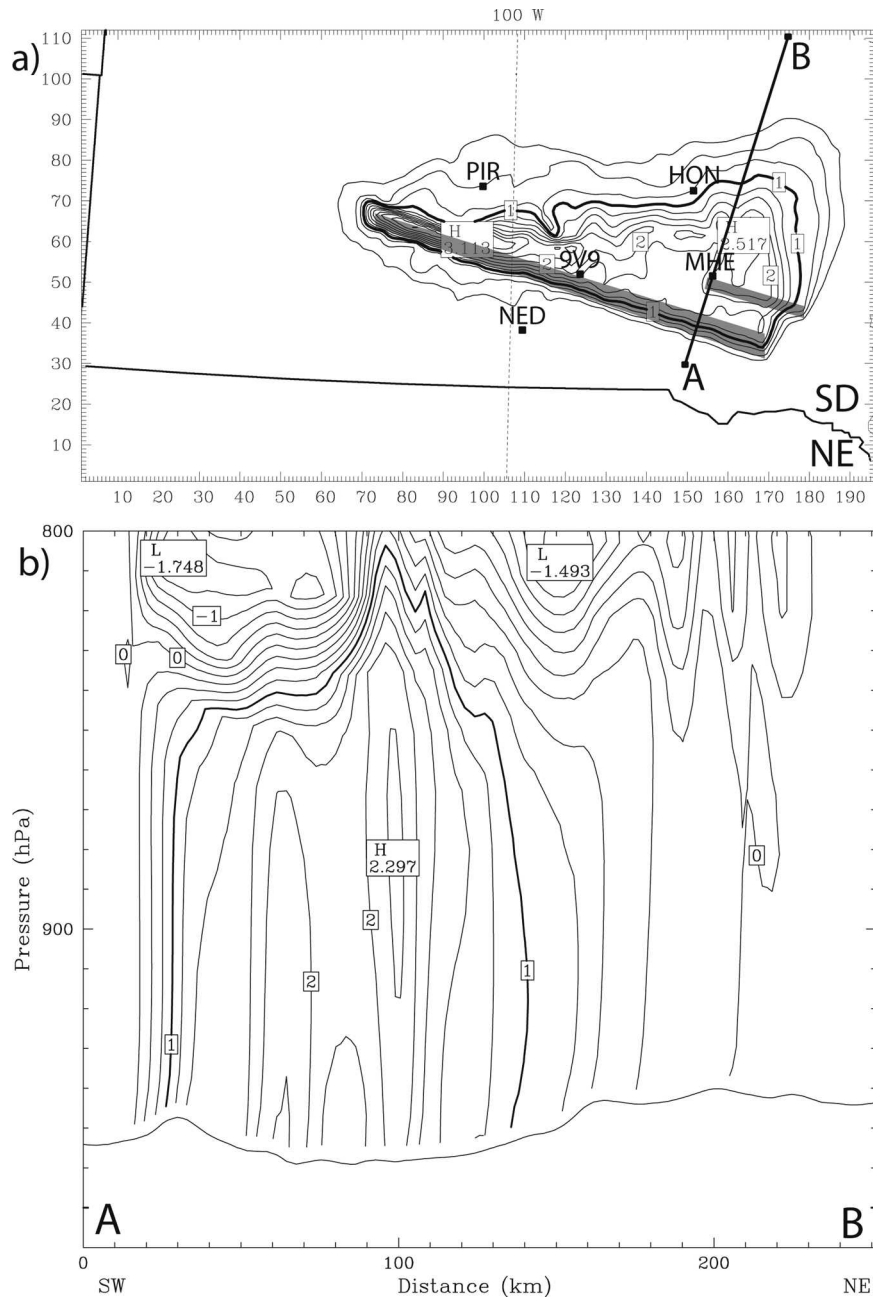 100 W
a)
110
100
90
80
70
60
50
40
30
20
10
B
PIR
HON
1
1
H
3.113
H
2.517
1
2
2
2
9V9
MHE
1
NED
A
SD
NE
10 20 30 40 50 60 70 80 90 100 110 120 130 140 150 160 170 180 190
b)
800
L
−1.748
L
−1.493
−1
0
0
H
2.297
0
Pressure (hPa)
900
2
1
2
1
A
B
0 100 200
SW Distance (km) NE